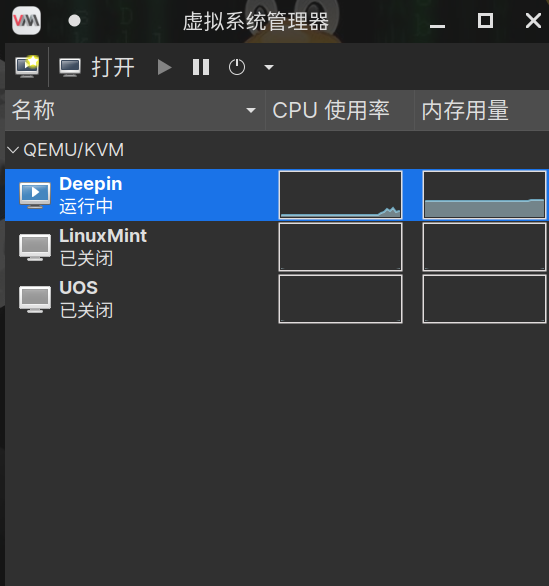 虚拟系统管理器
打开
名称 CPU 使用率 内存用量
QEMU/KVM
Deepin
运行中
LinuxMint
已关闭
UOS
已关闭